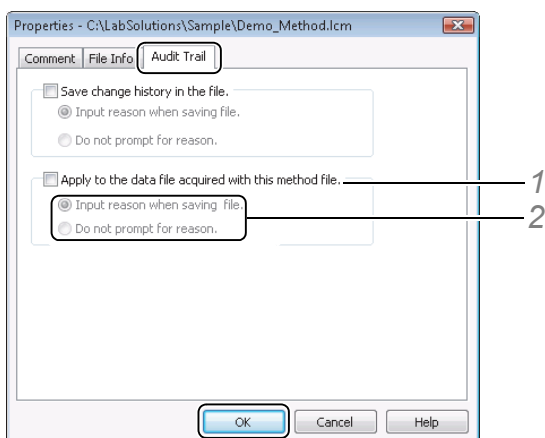 Properties - C:\LabSolutions\Sample\Demo_Method.lcm
Comment File Info Audit Trail
Save change history in the file.
Input reason when saving file.
Do not prompt for reason.
Apply to the data file acquired with this method file. 1
Input reason when saving file. 2
Do not prompt for reason.
OK Cancel Help